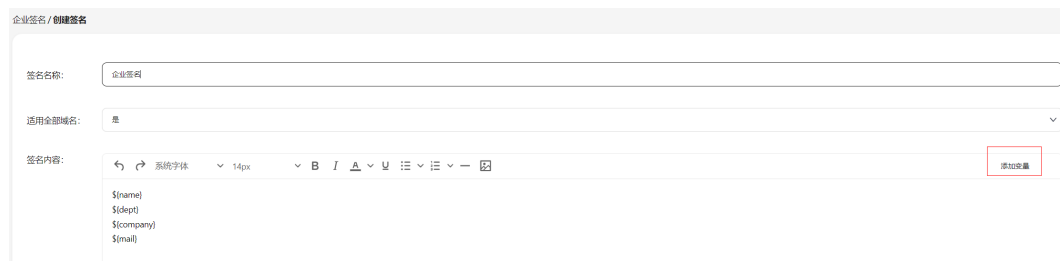 企业签名 / 创建签名
签名名称:
企业签名
适用全部域名:
是
签名内容:
系统字体 14px B I A U 添加变量
${name}
${dept}
${company}
${mail}